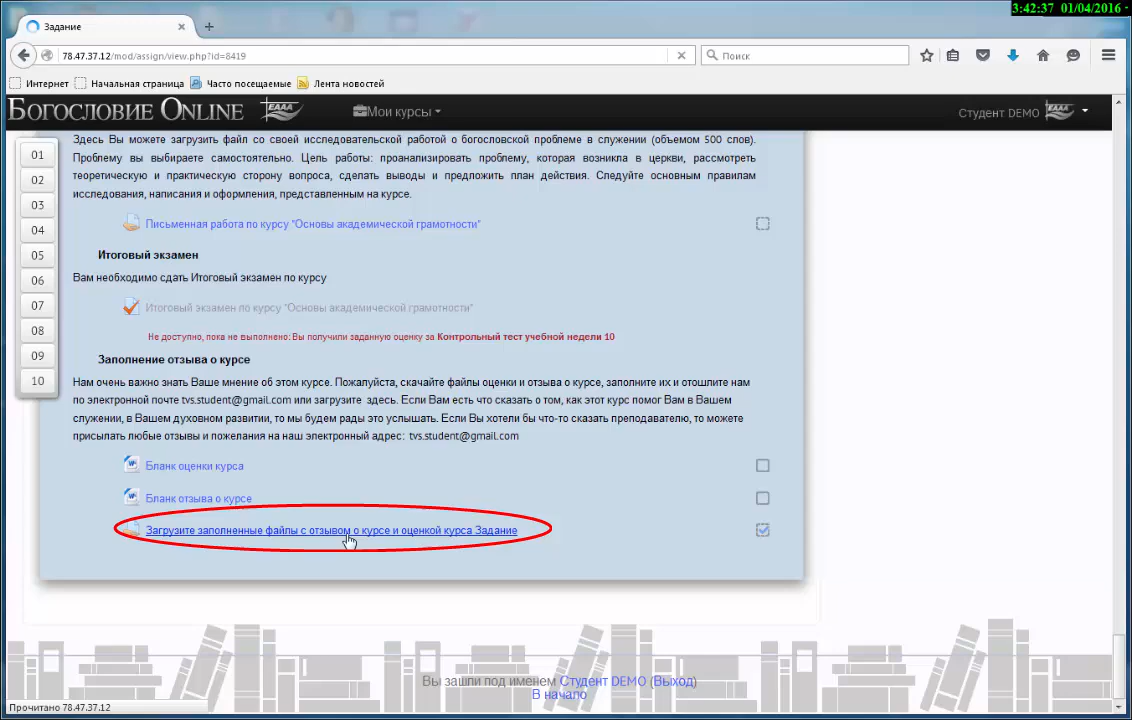 3:42:37 01/04/2016
Задание
78.47.37.12/mod/assign/view.php?id=8419
Поиск
Интернет Начальная страница Часто посещаемые Лента новостей
БОГОСЛОВИЕ ONLINE ЕААА Мои курсы Студент DEMO ЕААА
01
02
03
04
05
06
07
08
09
10
Здесь Вы можете загрузить файл со своей исследовательской работой о богословской проблеме в служении (объемом 500 слов).
Проблему вы выбираете самостоятельно. Цель работы: проанализировать проблему, которая возникла в церкви, рассмотреть
теоретическую и практическую сторону вопроса, сделать выводы и предложить план действия. Следуйте основным правилам
исследования, написания и оформления, представленным на курсе.
Письменная работа по курсу "Основы академической грамотности"
Итоговый экзамен
Вам необходимо сдать Итоговый экзамен по курсу
Итоговый экзамен по курсу "Основы академической грамотности"
Не доступно, пока не выполнено: Вы получили заданную оценку за Контрольный тест учебной недели 10
Заполнение отзыва о курсе
Нам очень важно знать Ваше мнение об этом курсе. Пожалуйста, скачайте файлы оценки и отзыва о курсе, заполните их и отошлите нам
по электронной почте tvs.student@gmail.com или загрузите здесь. Если Вам есть что сказать о том, как этот курс помог Вам в Вашем
служении, в Вашем духовном развитии, то мы будем рады это услышать. Если Вы хотели бы что-то сказать преподавателю, то можете
присылать любые отзывы и пожелания на наш электронный адрес: tvs.student@gmail.com
Бланк оценки курса
Бланк отзыва о курсе
Загрузите заполненные файлы с отзывом о курсе и оценкой курса Задание
Вы зашли под именем Студент DEMO (Выход)
В начало
Прочитано 78.47.37.12